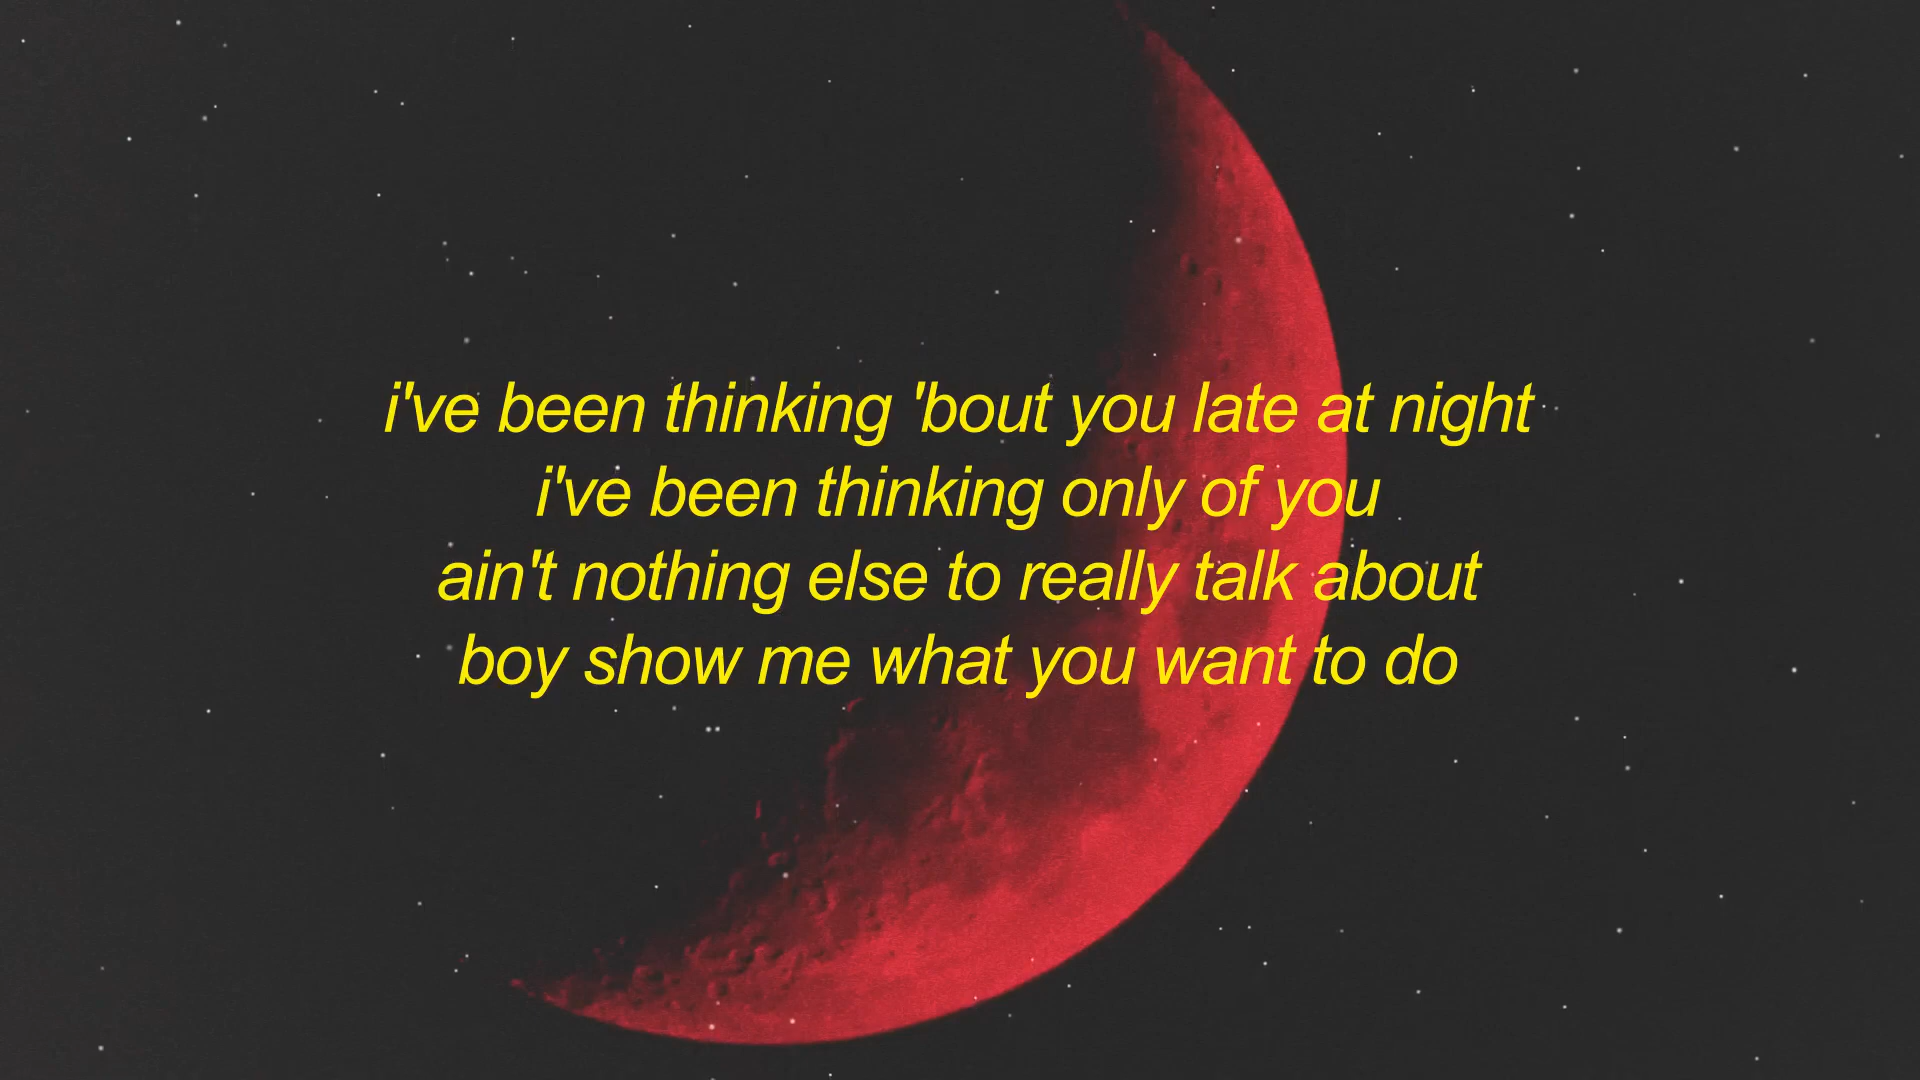 i've been thinking 'bout you late at night
i've been thinking only of you
ain't nothing else to really talk about
boy show me what you want to do